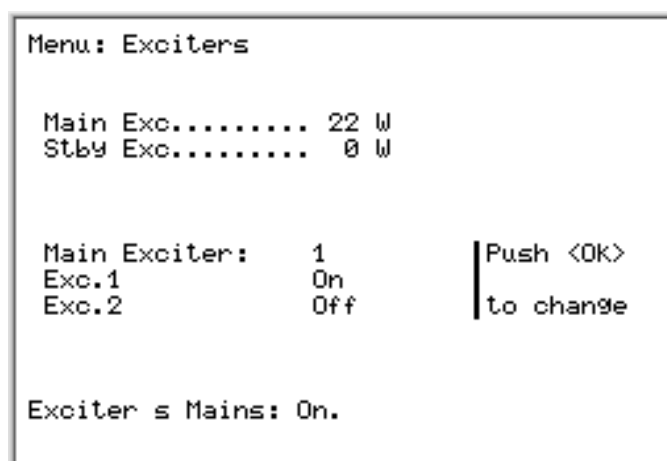 Menu: Exciters
Main Exc......... 22 W
Stby Exc......... 0 W
Main Exciter: 1 Push <OK>
Exc.1 On
Exc.2 Off to change
Exciter s Mains: On.